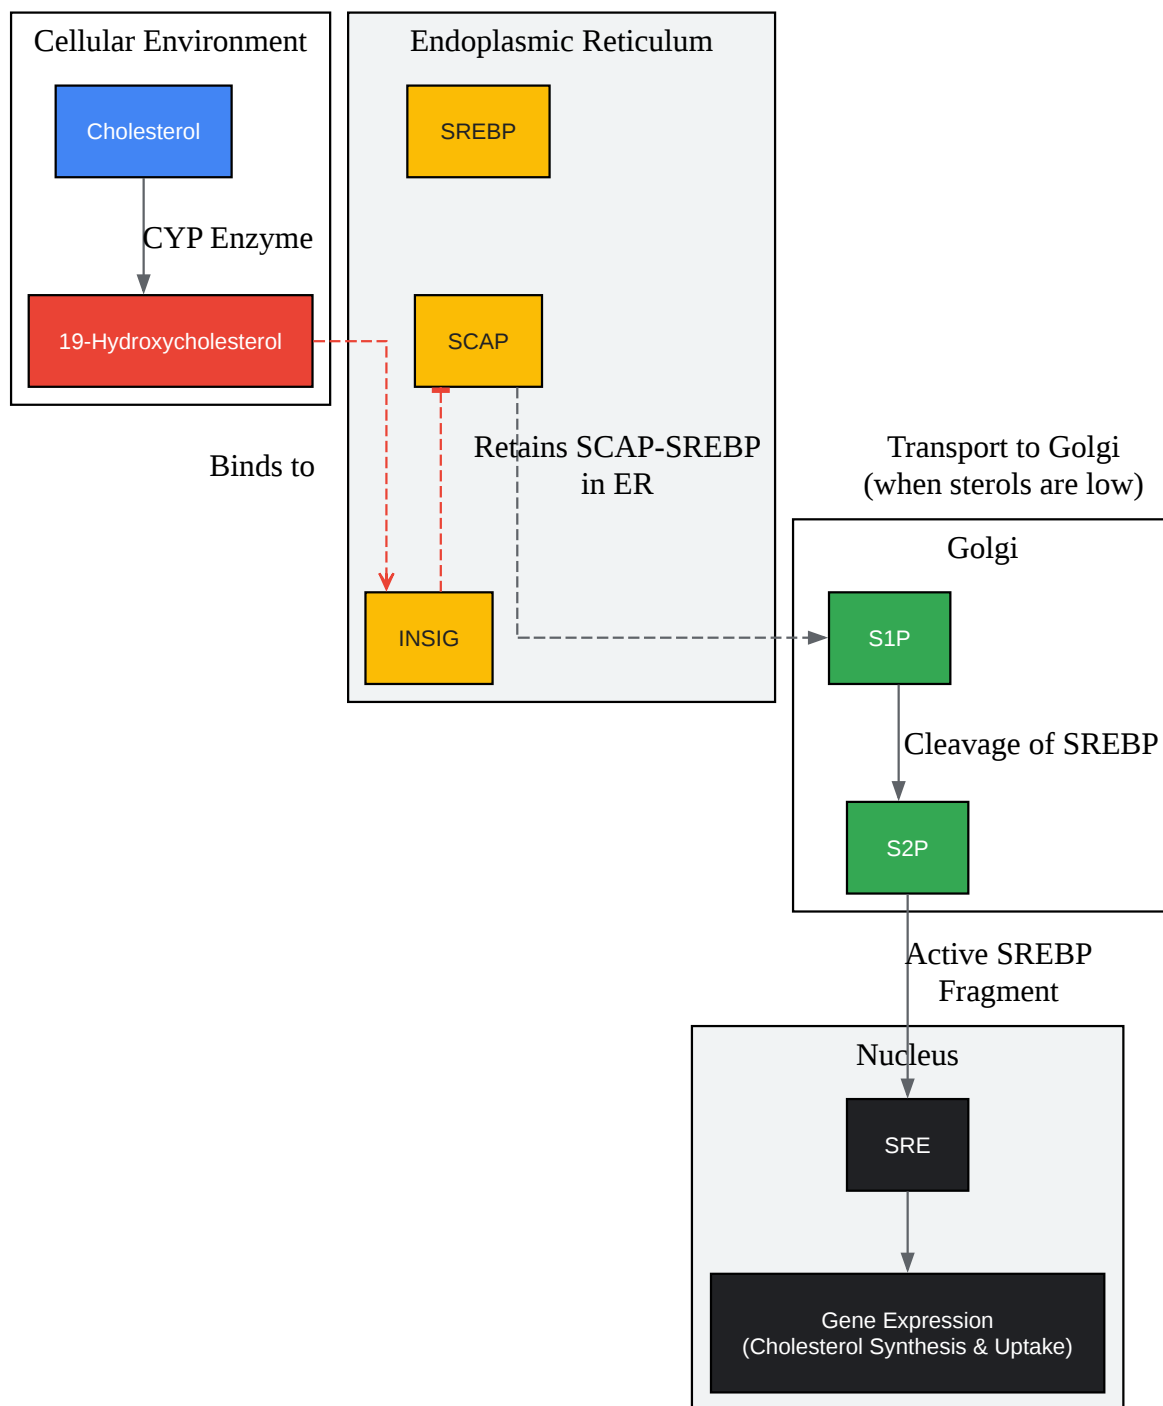 Cellular Environment
Cholesterol
CYP Enzyme
19-Hydroxycholesterol
Binds to
Endoplasmic Reticulum
SREBP
SCAP
Retains SCAP-SREBP
in ER
INSIG
Transport to Golgi
(when sterols are low)
Golgi
S1P
Cleavage of SREBP
S2P
Active SREBP
Fragment
Nucleus
SRE
Gene Expression
(Cholesterol Synthesis & Uptake)